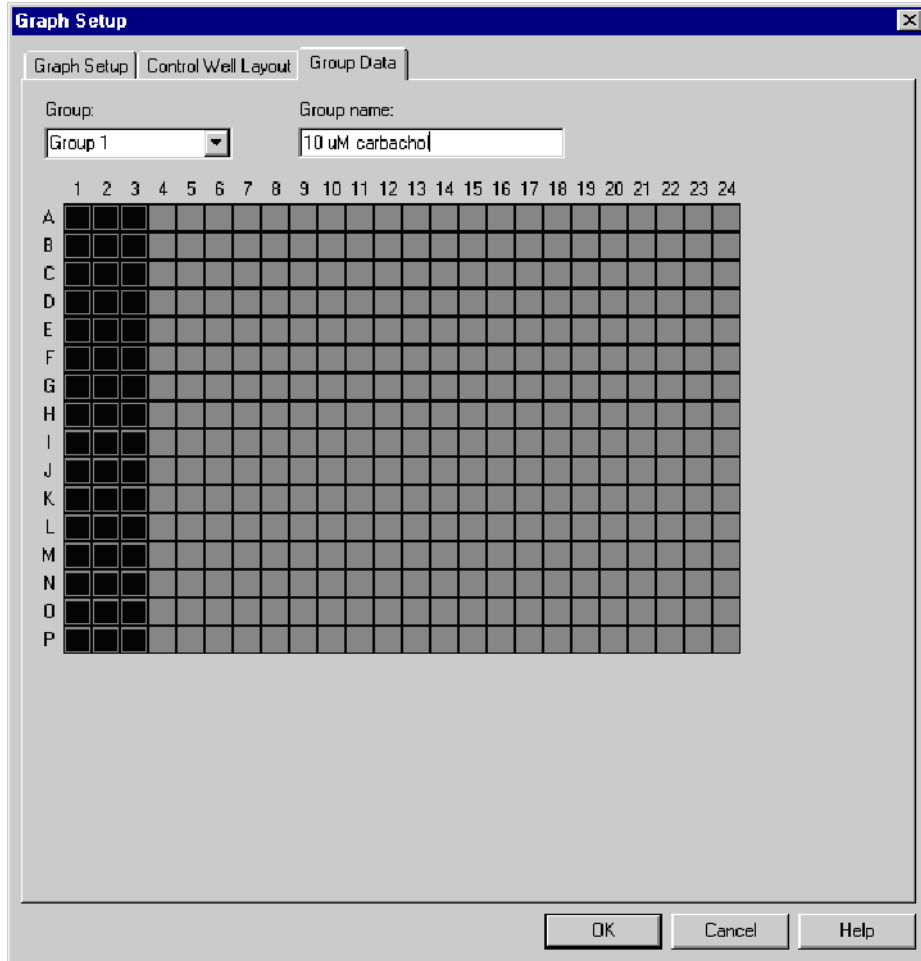 Graph Setup
Graph Setup Control Well Layout Group Data
Group: Group name:
Group 1 10 uM carbachol
1 2 3 4 5 6 7 8 9 10 11 12 13 14 15 16 17 18 19 20 21 22 23 24
A
B
C
D
E
F
G
H
I
J
K
L
M
N
O
P
OK Cancel Help